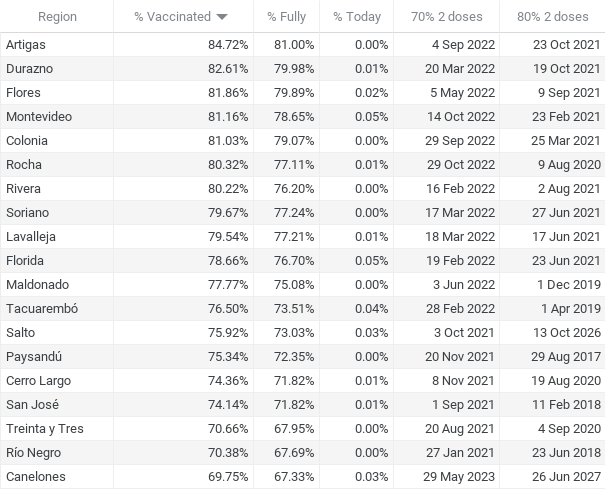 Region % Vaccinated % Fully % Today 70% 2 doses 80% 2 doses
Artigas 84.72% 81.00% 0.00% 4 Sep 2022 23 Oct 2021
Durazno 82.61% 79.98% 0.01% 20 Mar 2022 19 Oct 2021
Flores 81.86% 79.89% 0.02% 5 May 2022 9 Sep 2021
Montevideo 81.16% 78.65% 0.05% 14 Oct 2022 23 Feb 2021
Colonia 81.03% 79.07% 0.00% 29 Sep 2022 25 Mar 2021
Rocha 80.32% 77.11% 0.01% 29 Oct 2022 9 Aug 2020
Rivera 80.22% 76.20% 0.00% 16 Feb 2022 2 Aug 2021
Soriano 79.67% 77.24% 0.00% 17 Mar 2022 27 Jun 2021
Lavalleja 79.54% 77.21% 0.01% 18 Mar 2022 17 Jun 2021
Florida 78.66% 76.70% 0.05% 19 Feb 2022 23 Jun 2021
Maldonado 77.77% 75.08% 0.00% 3 Jun 2022 1 Dec 2019
Tacuarembó 76.50% 73.51% 0.04% 28 Feb 2022 1 Apr 2019
Salto 75.92% 73.03% 0.03% 3 Oct 2021 13 Oct 2026
Paysandú 75.34% 72.35% 0.00% 20 Nov 2021 29 Aug 2017
Cerro Largo 74.36% 71.82% 0.01% 8 Nov 2021 19 Aug 2020
San José 74.14% 71.82% 0.01% 1 Sep 2021 11 Feb 2018
Treinta y Tres 70.66% 67.95% 0.00% 20 Aug 2021 4 Sep 2020
Río Negro 70.38% 67.69% 0.00% 27 Jan 2021 23 Jun 2018
Canelones 69.75% 67.33% 0.03% 29 May 2023 26 Jun 2027